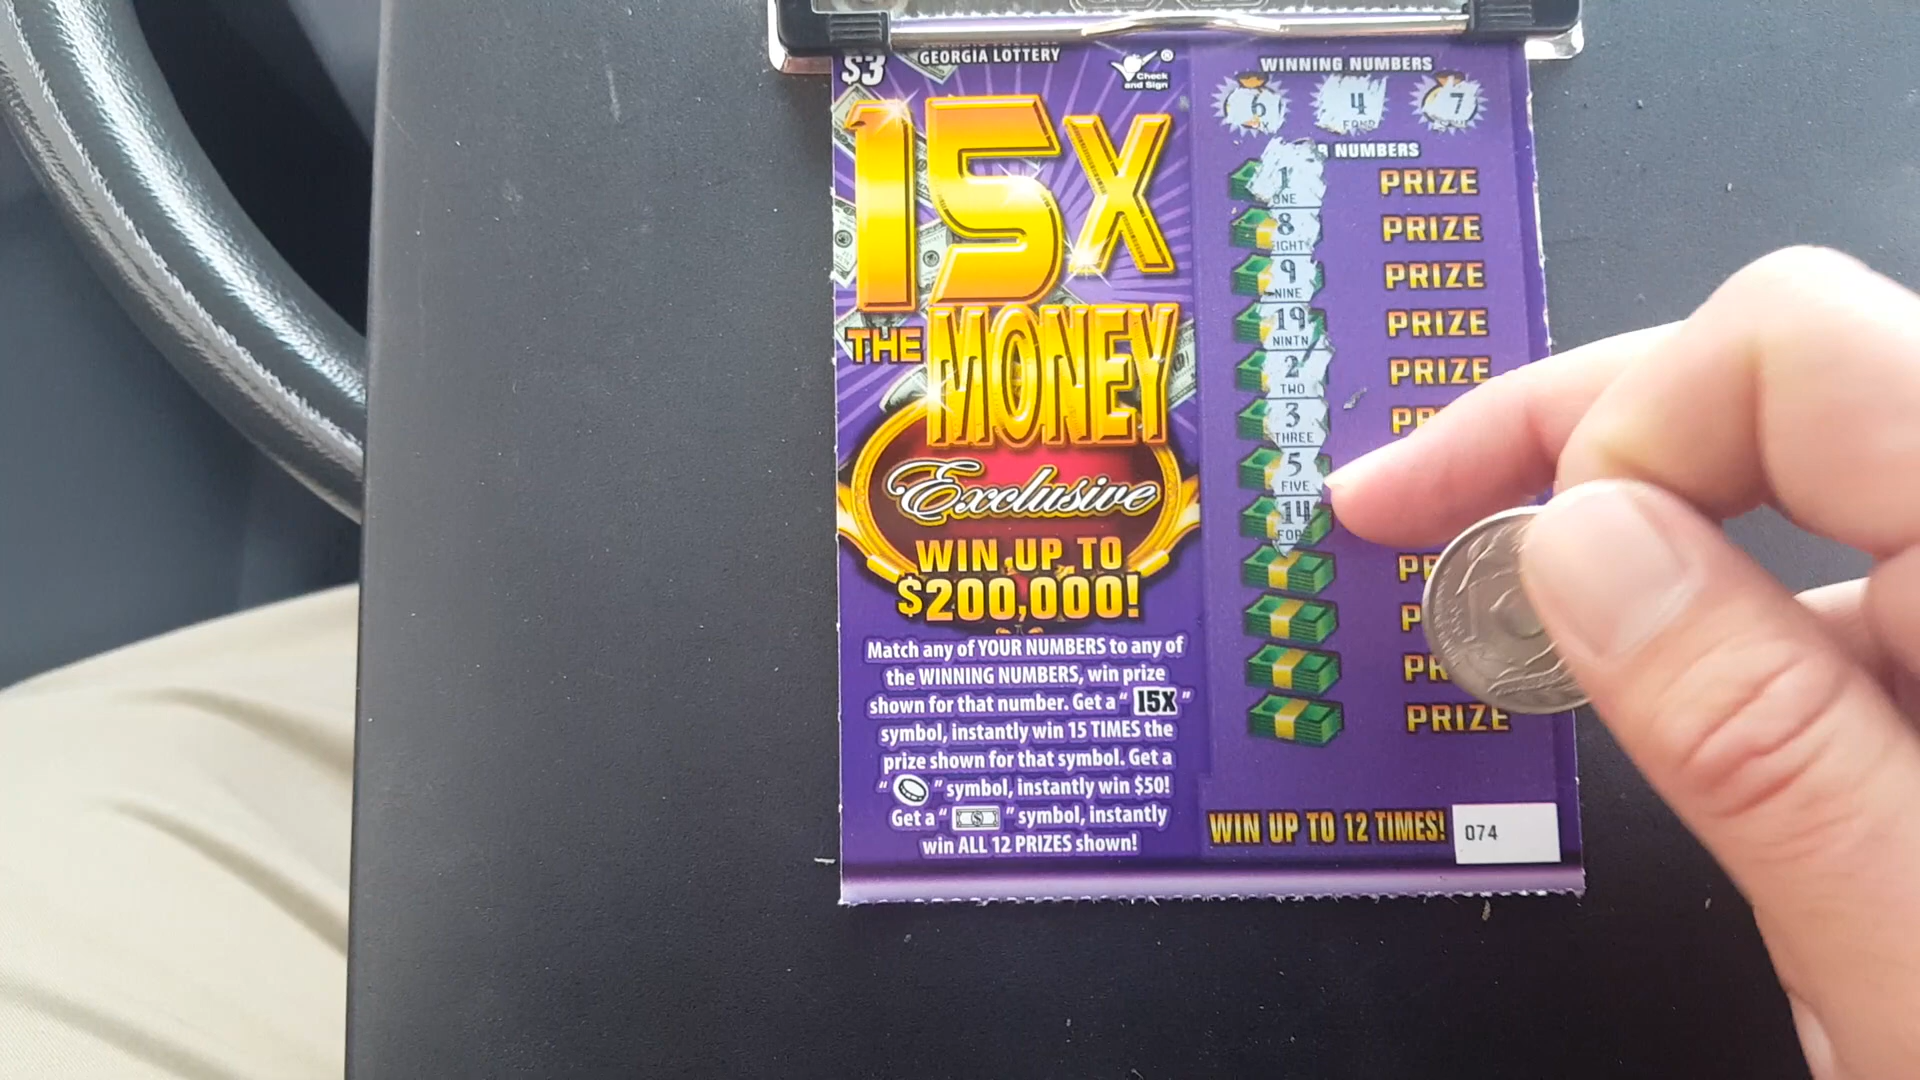 $3
GEORGIA LOTTERY
Check
and Sign
®
15X
THE MONEY
Exclusive
WIN UP TO
$200,000!
Match any of YOUR NUMBERS to any of
the WINNING NUMBERS, win prize
shown for that number. Get a “ 15X ”
symbol, instantly win 15 TIMES the
prize shown for that symbol. Get a
“ ” symbol, instantly win $50!
Get a “ $ ” symbol, instantly
win ALL 12 PRIZES shown!
WINNING NUMBERS
6 4 7
NUMBERS
1 PRIZE
ONE
8 PRIZE
EIGHT
9 PRIZE
NINE
19 PRIZE
NINTN
2 PRIZE
TWO
3
THREE
5
FIVE
14
PRIZE
WIN UP TO 12 TIMES!
074